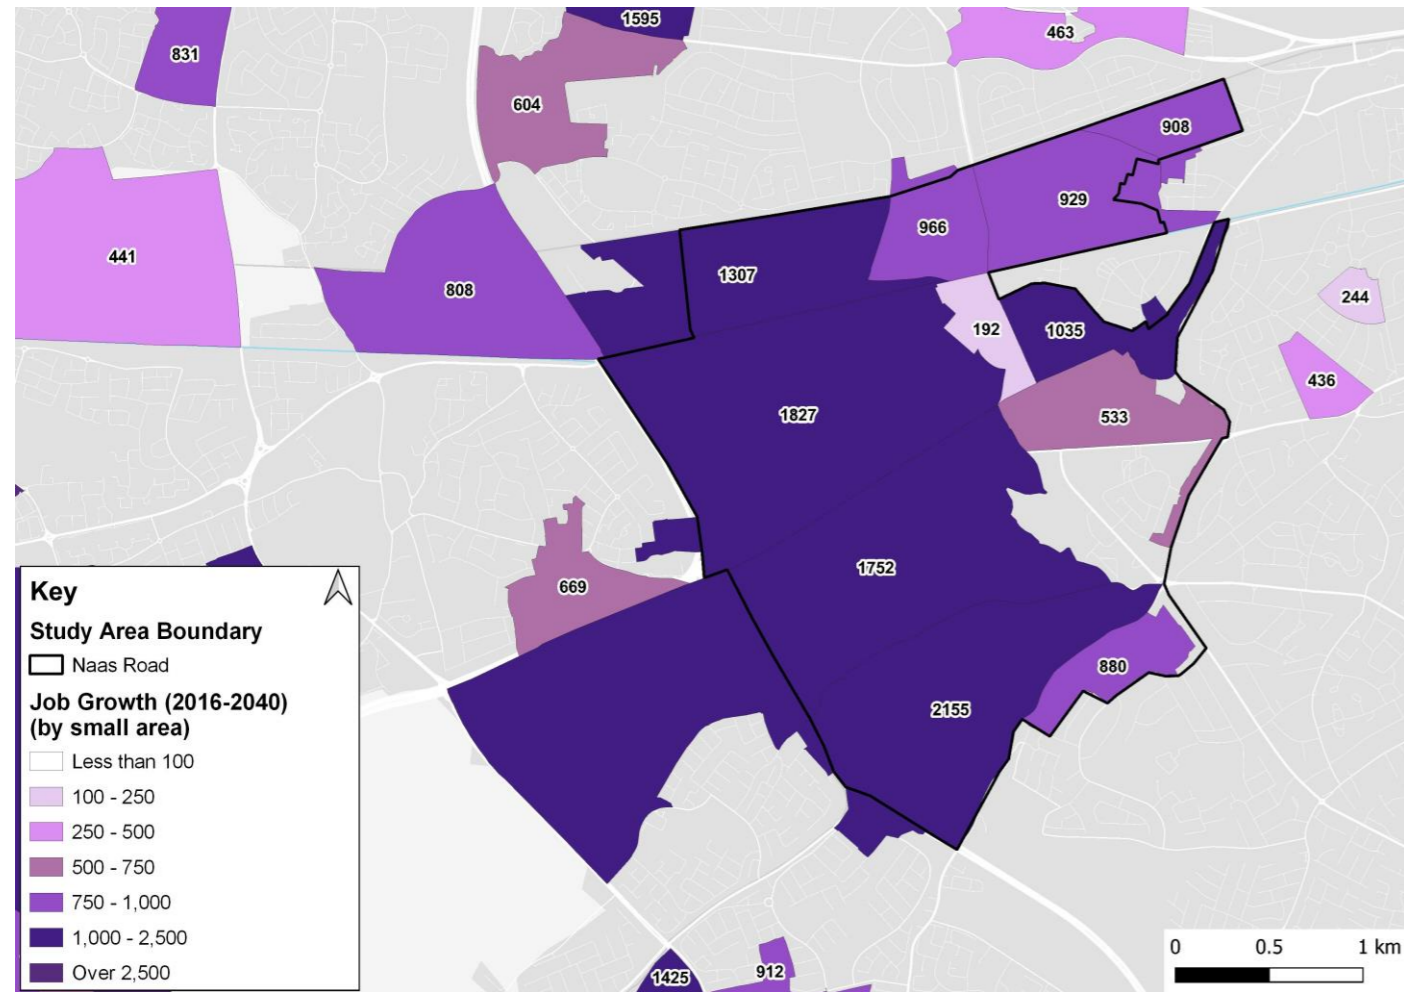 1595
463
831
604
908
929
966
441
1307
808
244
192
1035
436
533
1827
1752
669
880
2155
1425
912
Key
Study Area Boundary
Naas Road
Job Growth (2016-2040)
(by small area)
Less than 100
100 - 250
250 - 500
500 - 750
750 - 1,000
1,000 - 2,500
Over 2,500
0 0.5 1 km